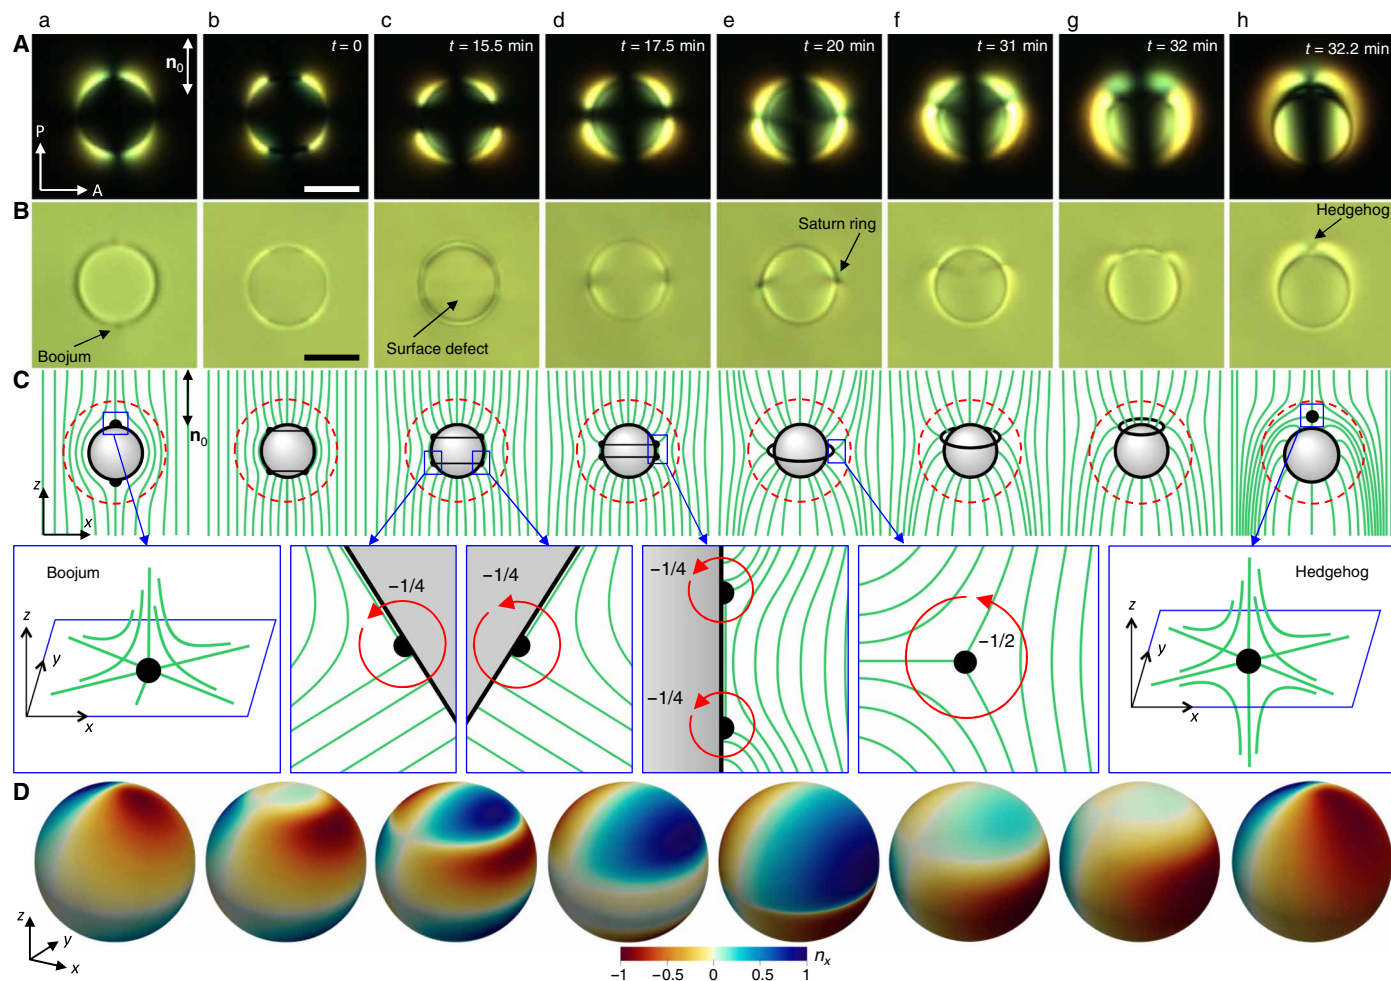 a b c d e f g h
A
n₀
P
A
t = 0
t = 15.5 min
t = 17.5 min
t = 20 min
t = 31 min
t = 32 min
t = 32.2 min
B
Boojum
Surface defect
Saturn ring
Hedgehog
C
n₀
z
x
Boojum
z
y
x
−1/4
−1/4
−1/4
−1/4
−1/2
Hedgehog
z
y
x
D
z
y
x
nₓ
−1 −0.5 0 0.5 1